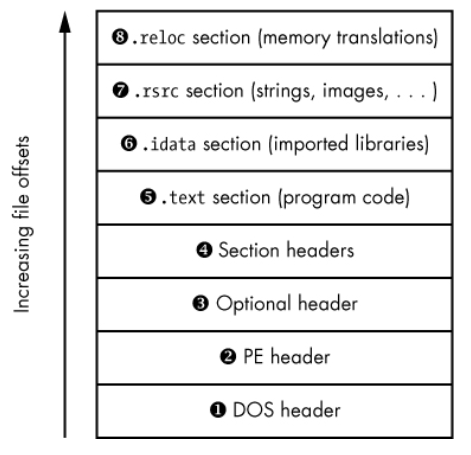 ❽.reloc section (memory translations)
❼.rsrc section (strings, images, . . . )
❻.idata section (imported libraries)
❺.text section (program code)
❹ Section headers
❸ Optional header
❷ PE header
❶ DOS header
Increasing file offsets